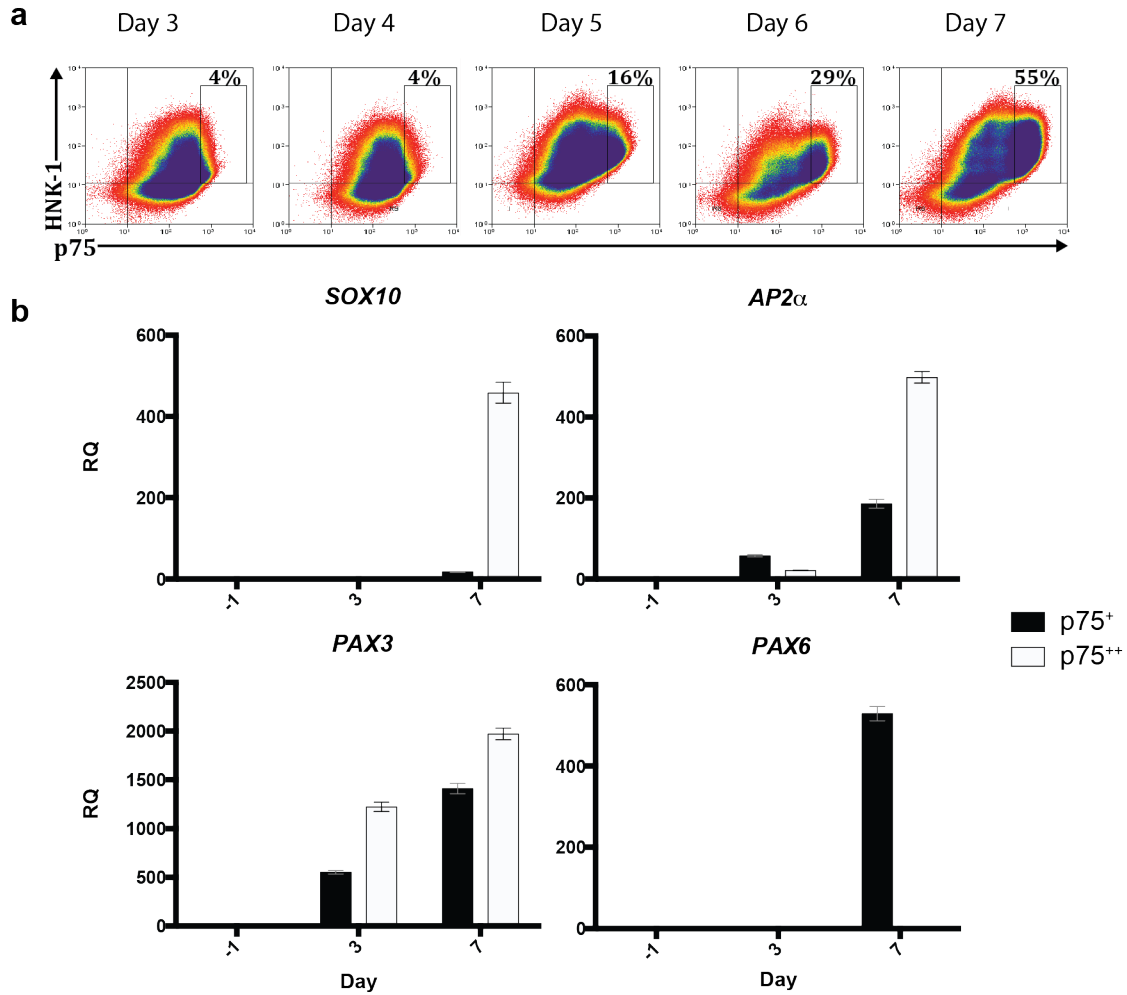 a
Day 3 Day 4 Day 5 Day 6 Day 7
4% 4% 16% 29% 55%
HNK-1
p75
b
SOX10 AP2α
600 600
400 400
RQ
200 200
0 0
-1 3 7 -1 3 7
p75⁺
p75⁺⁺
PAX3 PAX6
2500 600
2000
1500 400
RQ
1000 200
500
0 0
-1 3 7 -1 3 7
Day Day